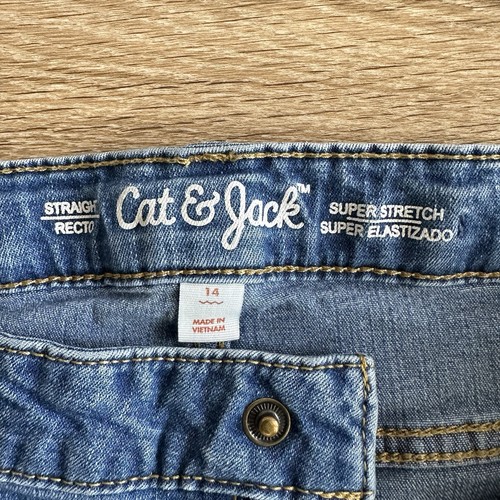 STRAIGHT
RECTO
Cat & Jack™
SUPER STRETCH
SUPER ELASTIZADO
14
MADE IN
VIETNAM